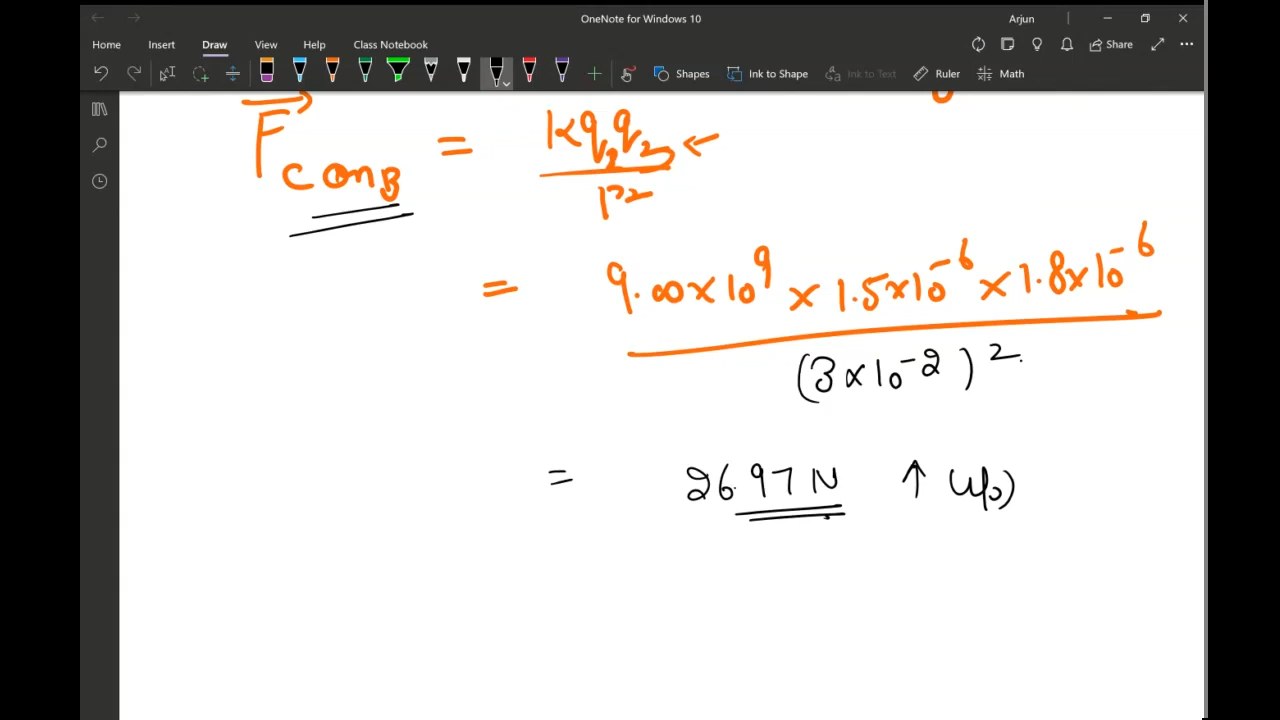 OneNote for Windows 10
Arjun
Home Insert Draw View Help Class Notebook
Share
Shapes Ink to Shape Ink to Text Ruler Math
F C on B = kq₁q₂ / r²
= 9.00×10⁹ × 1.5×10⁻⁶ × 1.8×10⁻⁶
(3×10⁻²)²
= 26.97 N ↑